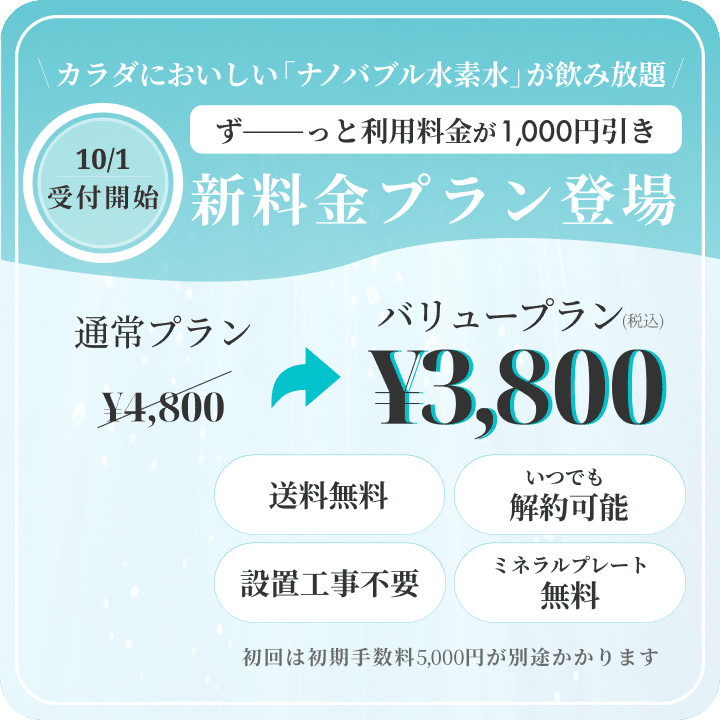 カラダにおいしい「ナノバブル水素水」が飲み放題
ず――っと利用料金が1,000円引き
10/1
受付開始
新料金プラン登場
通常プラン
¥4,800
バリュープラン(税込)
¥3,800
送料無料
いつでも
解約可能
設置工事不要
ミネラルプレート
無料
初回は初期手数料5,000円が別途かかります